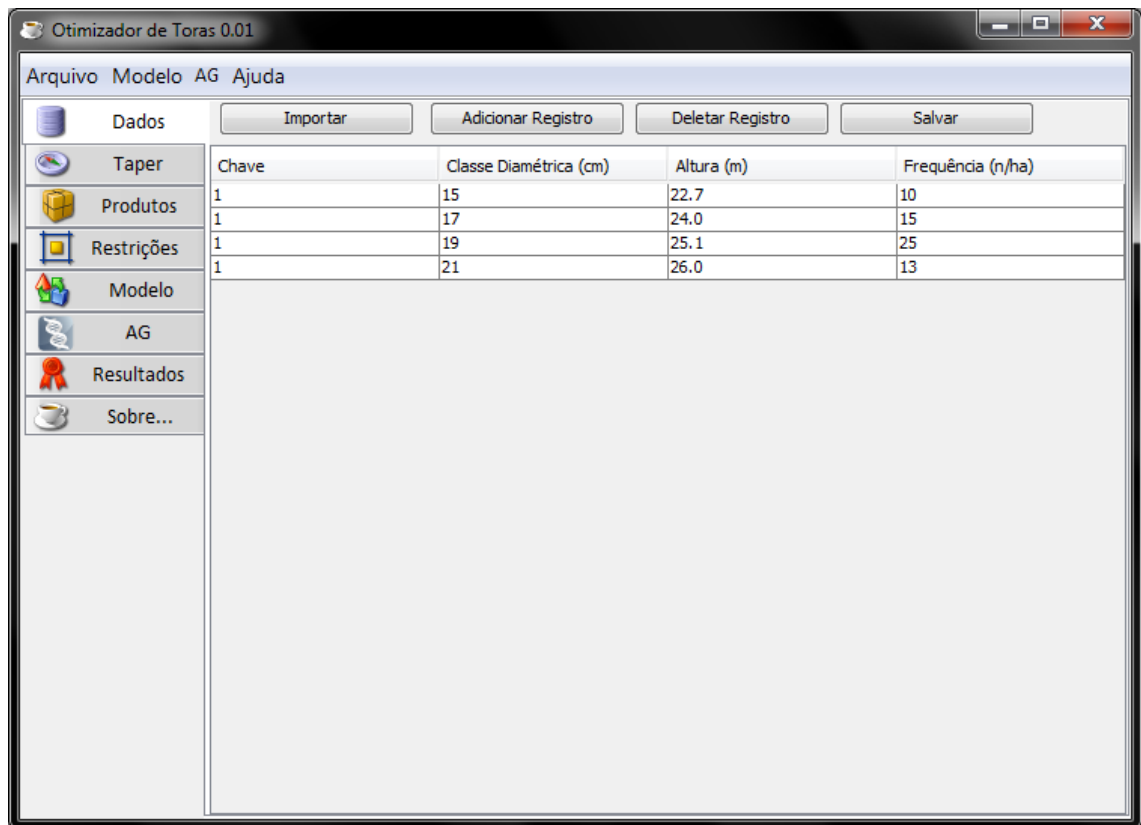 Otimizador de Toras 0.01
Arquivo Modelo AG Ajuda
Dados
Taper
Produtos
Restrições
Modelo
AG
Resultados
Sobre...
Importar Adicionar Registro Deletar Registro Salvar
Chave Classe Diamétrica (cm) Altura (m) Frequência (n/ha)
1 15 22.7 10
1 17 24.0 15
1 19 25.1 25
1 21 26.0 13